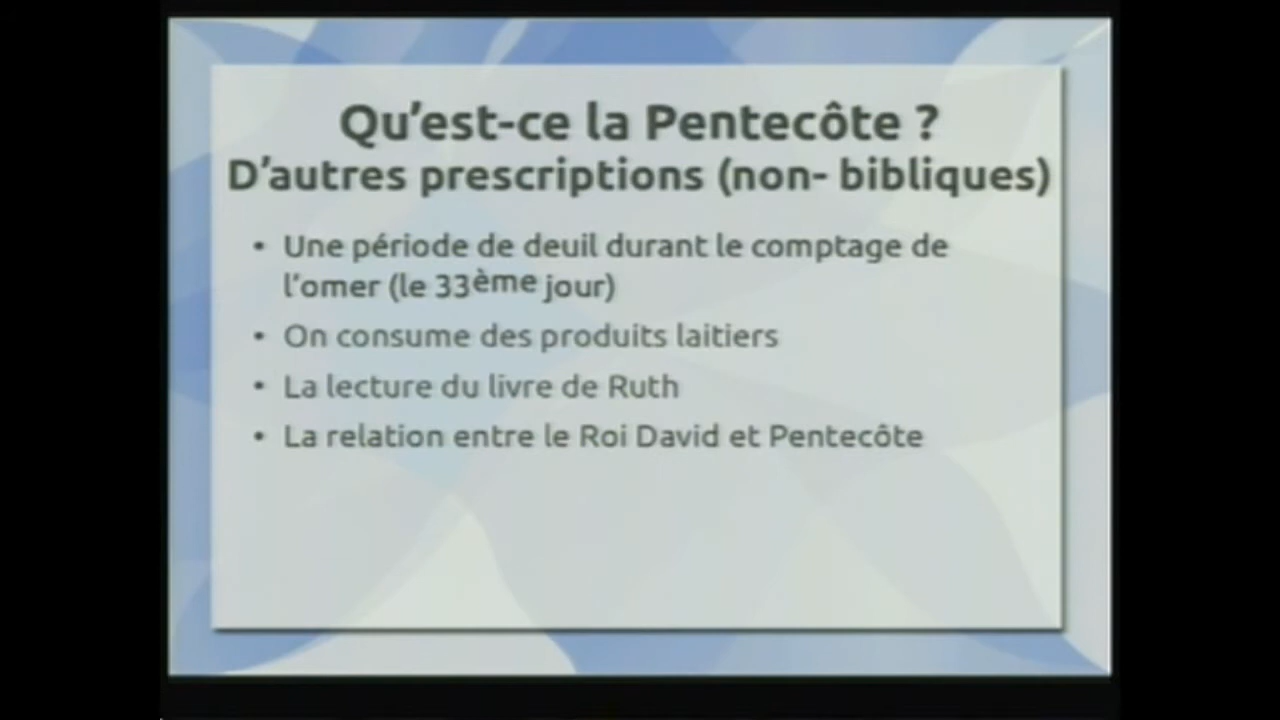 Qu’est-ce la Pentecôte ?
D’autres prescriptions (non- bibliques)
• Une période de deuil durant le comptage de
l’omer (le 33ème jour)
• On consume des produits laitiers
• La lecture du livre de Ruth
• La relation entre le Roi David et Pentecôte